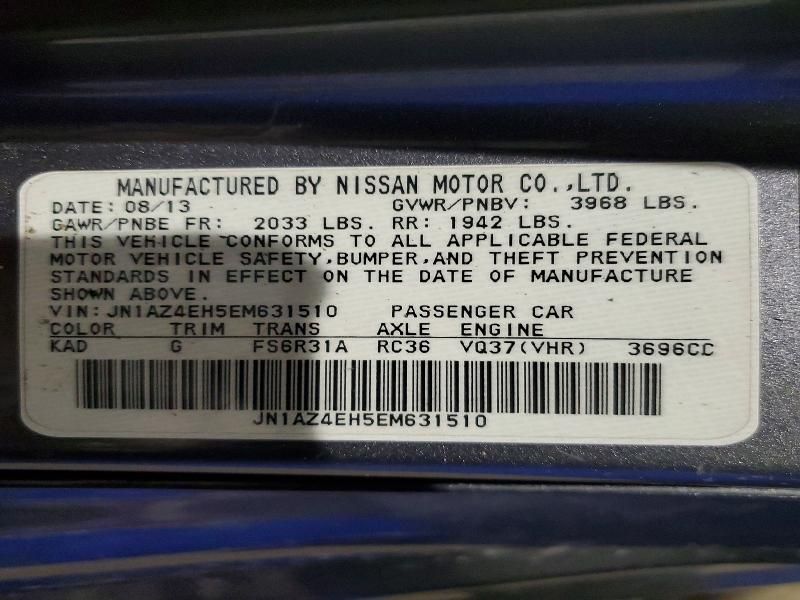 MANUFACTURED BY NISSAN MOTOR CO.,LTD.
DATE: 08/13 GVWR/PNBV: 3968 LBS.
GAWR/PNBE FR: 2033 LBS. RR: 1942 LBS.
THIS VEHICLE CONFORMS TO ALL APPLICABLE FEDERAL
MOTOR VEHICLE SAFETY,BUMPER,AND THEFT PREVENTION
STANDARDS IN EFFECT ON THE DATE OF MANUFACTURE
SHOWN ABOVE.
VIN:JN1AZ4EH5EM631510 PASSENGER CAR
COLOR TRIM TRANS AXLE ENGINE
KAD G FS6R31A RC36 VQ37(VHR) 3696CC
JN1AZ4EH5EM631510